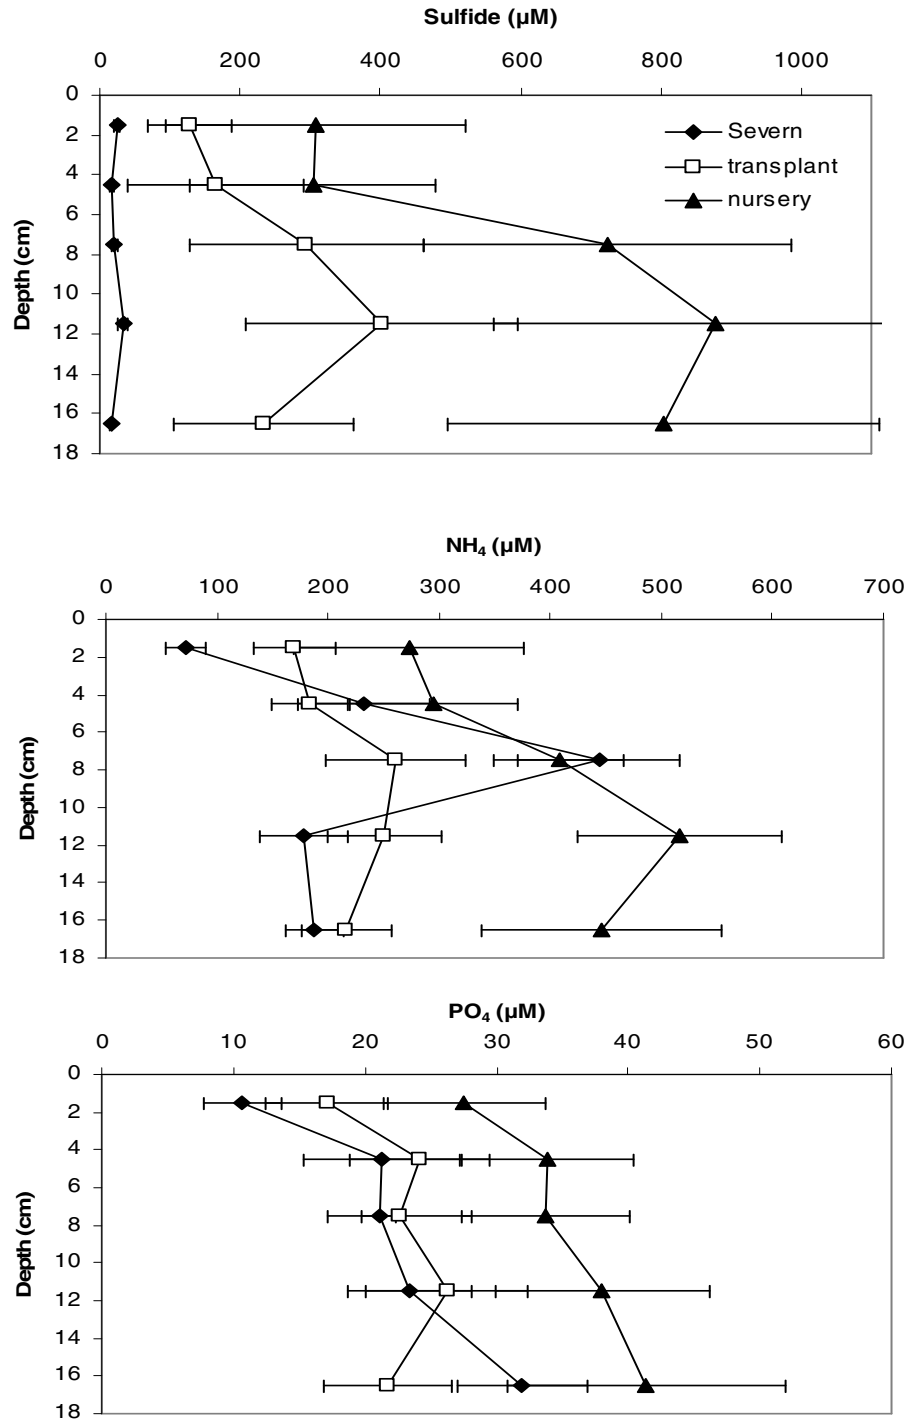 Sulfide (µM)
0 200 400 600 800 1000
0
2
4
6
8
10
12
14
16
18
Depth (cm)
Severn
transplant
nursery
NH₄ (µM)
0 100 200 300 400 500 600 700
0
2
4
6
8
10
12
14
16
18
Depth (cm)
PO₄ (µM)
0 10 20 30 40 50 60
0
2
4
6
8
10
12
14
16
18
Depth (cm)